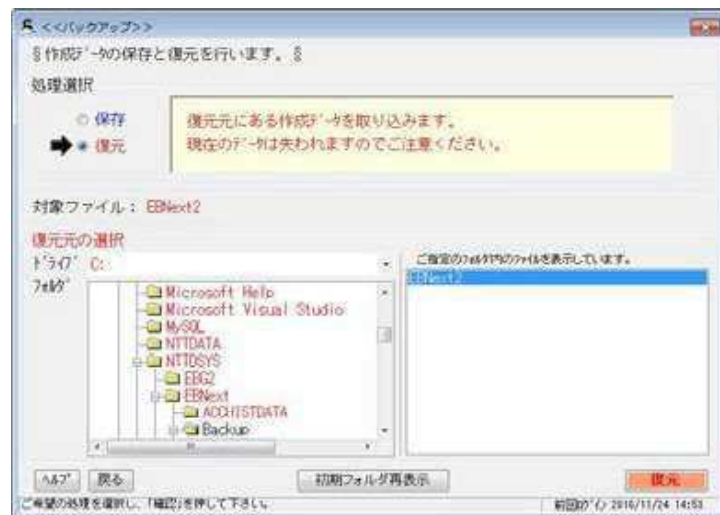 <<バックアップ>>
§作成ﾃﾞｰﾀの保存と復元を行います。§
処理選択
保存
復元
復元元にある作成ﾃﾞｰﾀを取り込みます。
現在のﾃﾞｰﾀは失われますのでご注意ください。
対象ファイル： EBNext2
復元元の選択
ﾄﾞﾗｲﾌﾞ C:
ﾌｫﾙﾀﾞ
Microsoft Help
Microsoft Visual Studio
MySQL
NTTDATA
NTTDSYS
EBG2
EBNext
ACCHISTDATA
Backup
ご指定のﾌｫﾙﾀﾞ内のﾌｧｲﾙを表示しています。
EBNext2
ﾍﾙﾌﾟ
戻る
初期フォルダ再表示
復元
ご希望の処理を選択し、「確認」を押して下さい。
前回ﾛｸﾞｲﾝ 2016/11/24 14:53